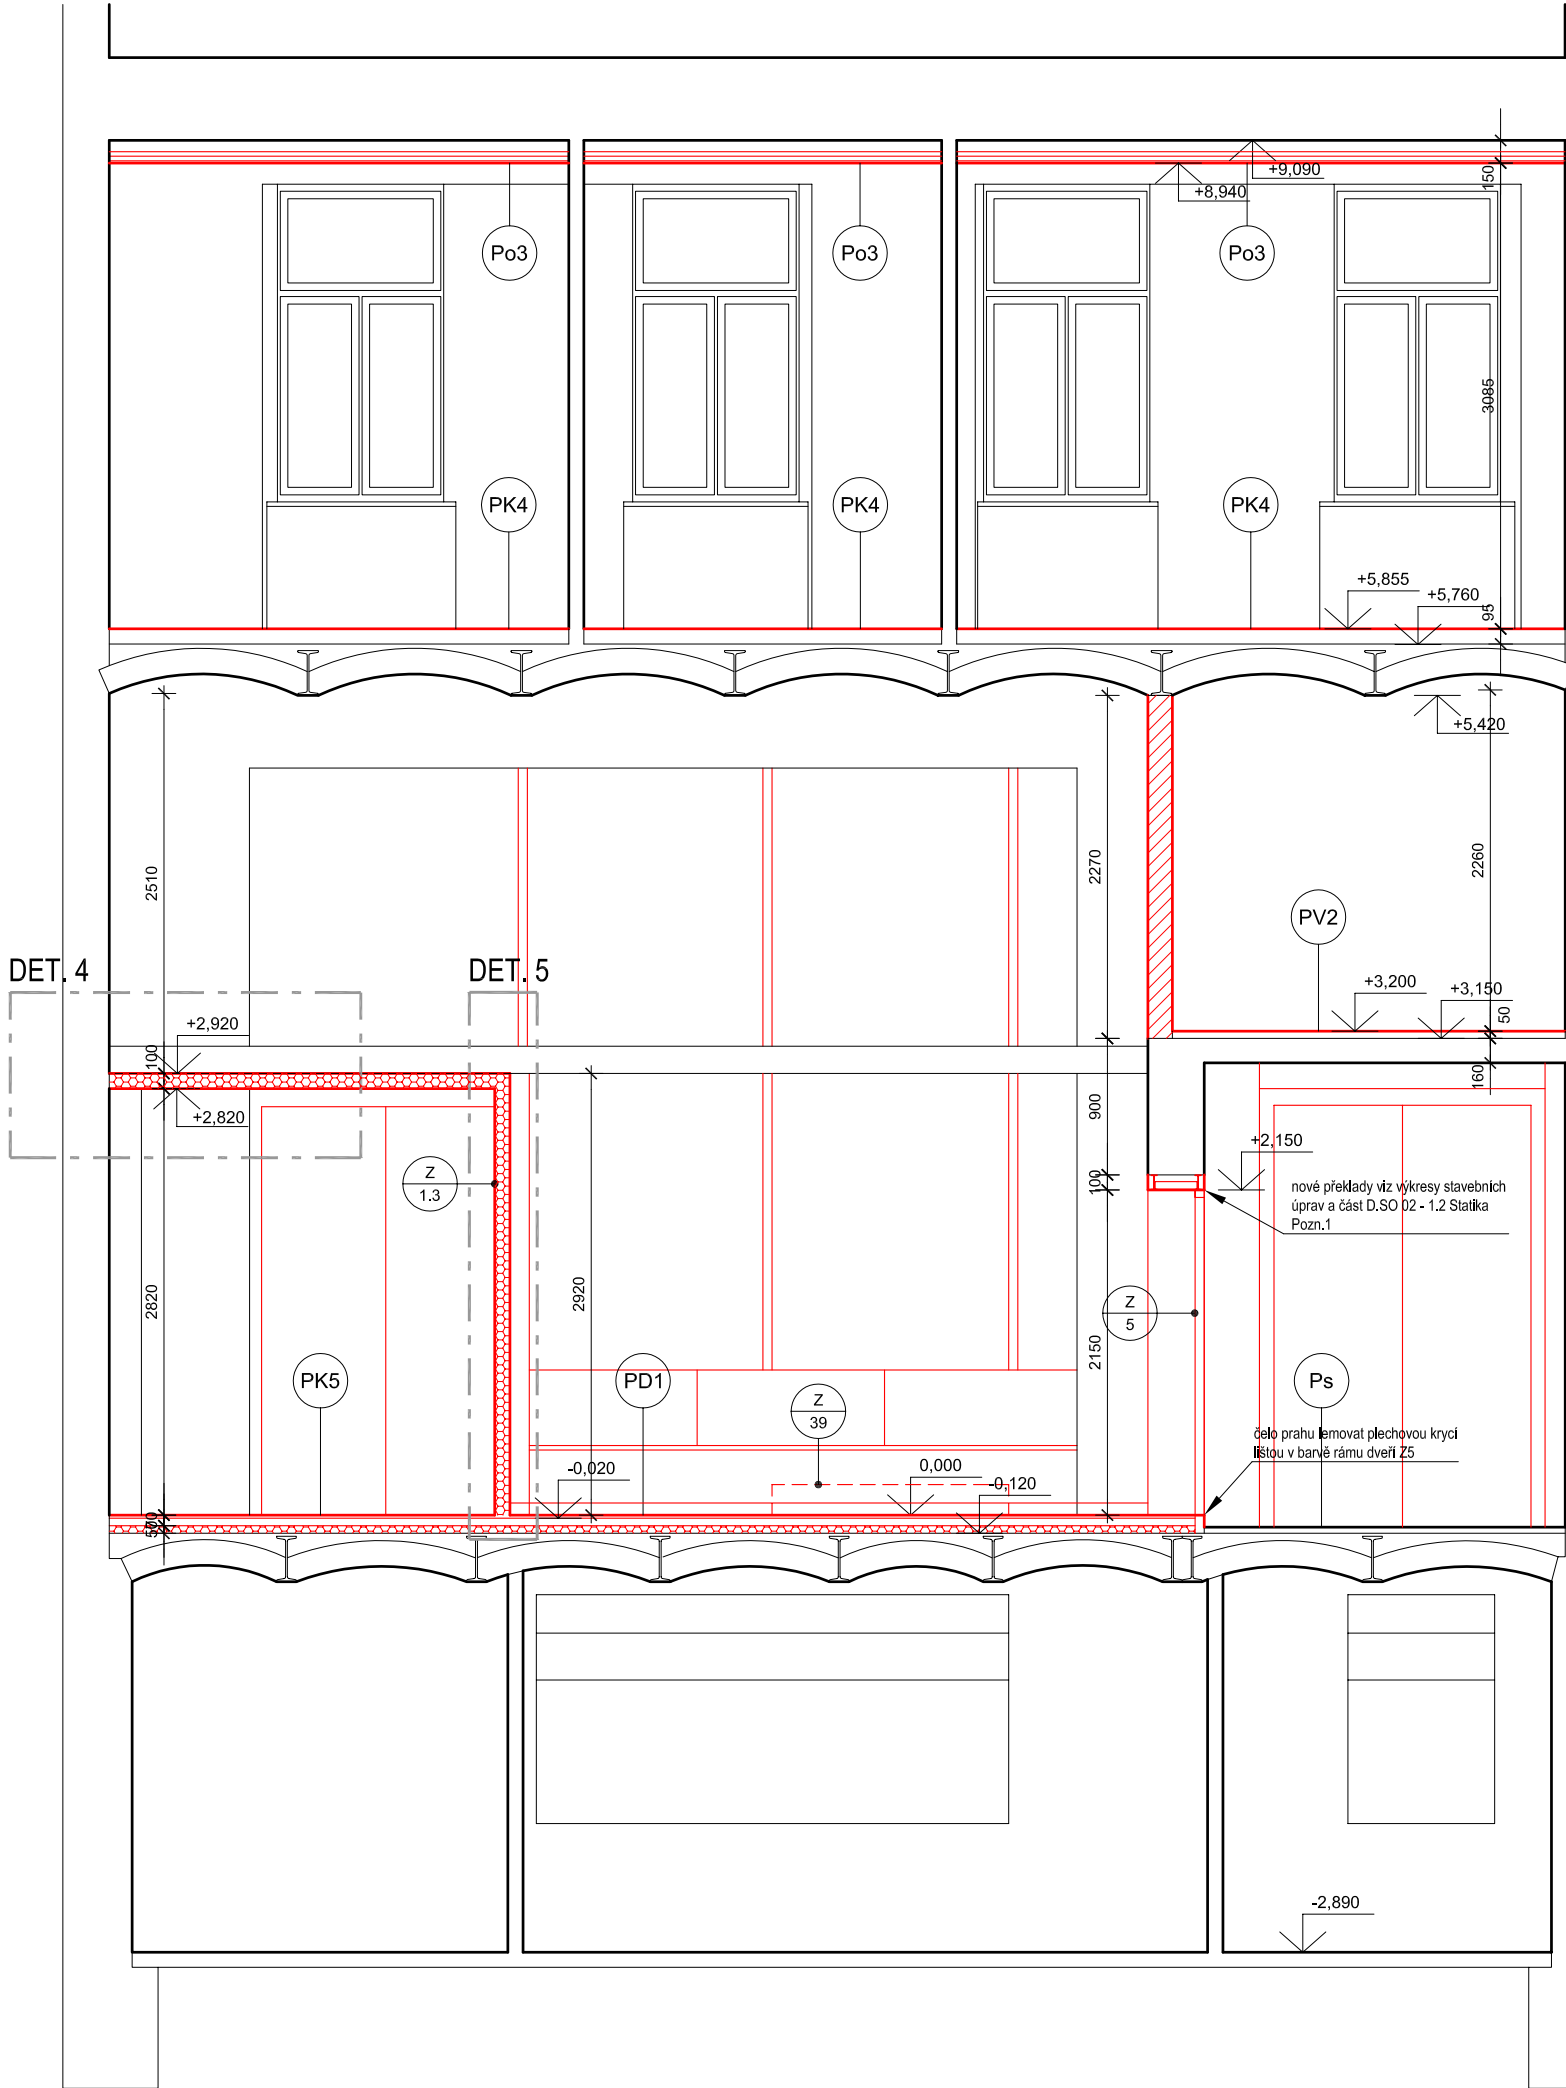 +9,090
+8,940
150
Po3
Po3
Po3
3085
PK4
PK4
PK4
+5,855
+5,760
95
+5,420
2510
2270
2260
PV2
DET. 4
DET. 5
+3,200
+3,150
50
+2,920
100
160
+2,820
900
+2,150
Z
1.3
100
nové překlady viz výkresy stavebních
úprav a část D.SO 02 - 1.2 Statika
Pozn.1
2820
2920
Z
5
2150
PK5
PD1
Ps
Z
39
čelo prahu lemovat plechovou krycí
lištou v barvě rámu dveří Z5
-0,020
0,000
-0,120
50
-2,890